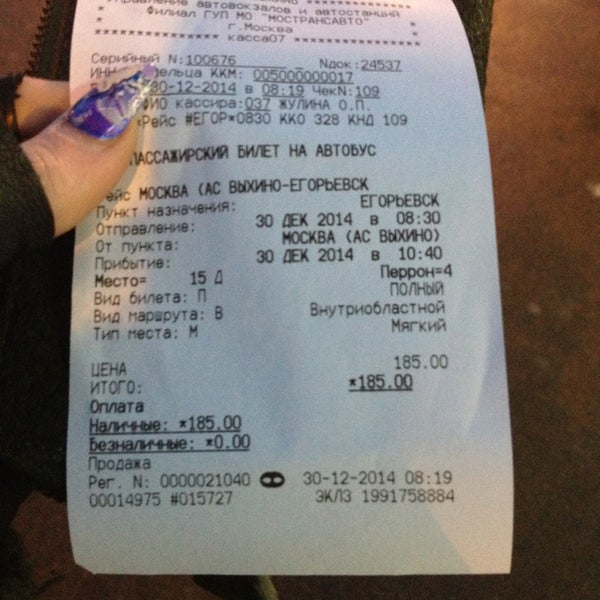 Управление автовокзалов и автостанций
* Филиал ГУП МО "МОСТРАНСАВТО" *
* г.Москва *
************ касса07 ************
Серийный N:100676 _ Nдок:24537
ИНН ККМ: 005000000017
30-12-2014 в 08:19 ЧекN:109
ФИО кассира:037 ЖУЛИНА О.П.
*Рейс #ЕГОР*0830 ККО 328 КНД 109
ПАССАЖИРСКИЙ БИЛЕТ НА АВТОБУС
Рейс МОСКВА (АС ВЫХИНО-ЕГОРЬЕВСК
Пункт назначения: ЕГОРЬЕВСК
Отправление: 30 ДЕК 2014 в 08:30
От пункта: МОСКВА (АС ВЫХИНО)
Прибытие: 30 ДЕК 2014 в 10:40
Место= 15 Д Перрон=4
Вид билета: П ПОЛНЫЙ
Вид маршрута: В Внутриобластной
Тип места: М Мягкий
ЦЕНА 185.00
ИТОГО: *185.00
Оплата
Наличные: *185.00
Безналичные: *0.00
Продажа
Рег. N: 0000021040 30-12-2014 08:19
00014975 #015727 ЭКЛЗ 1991758884